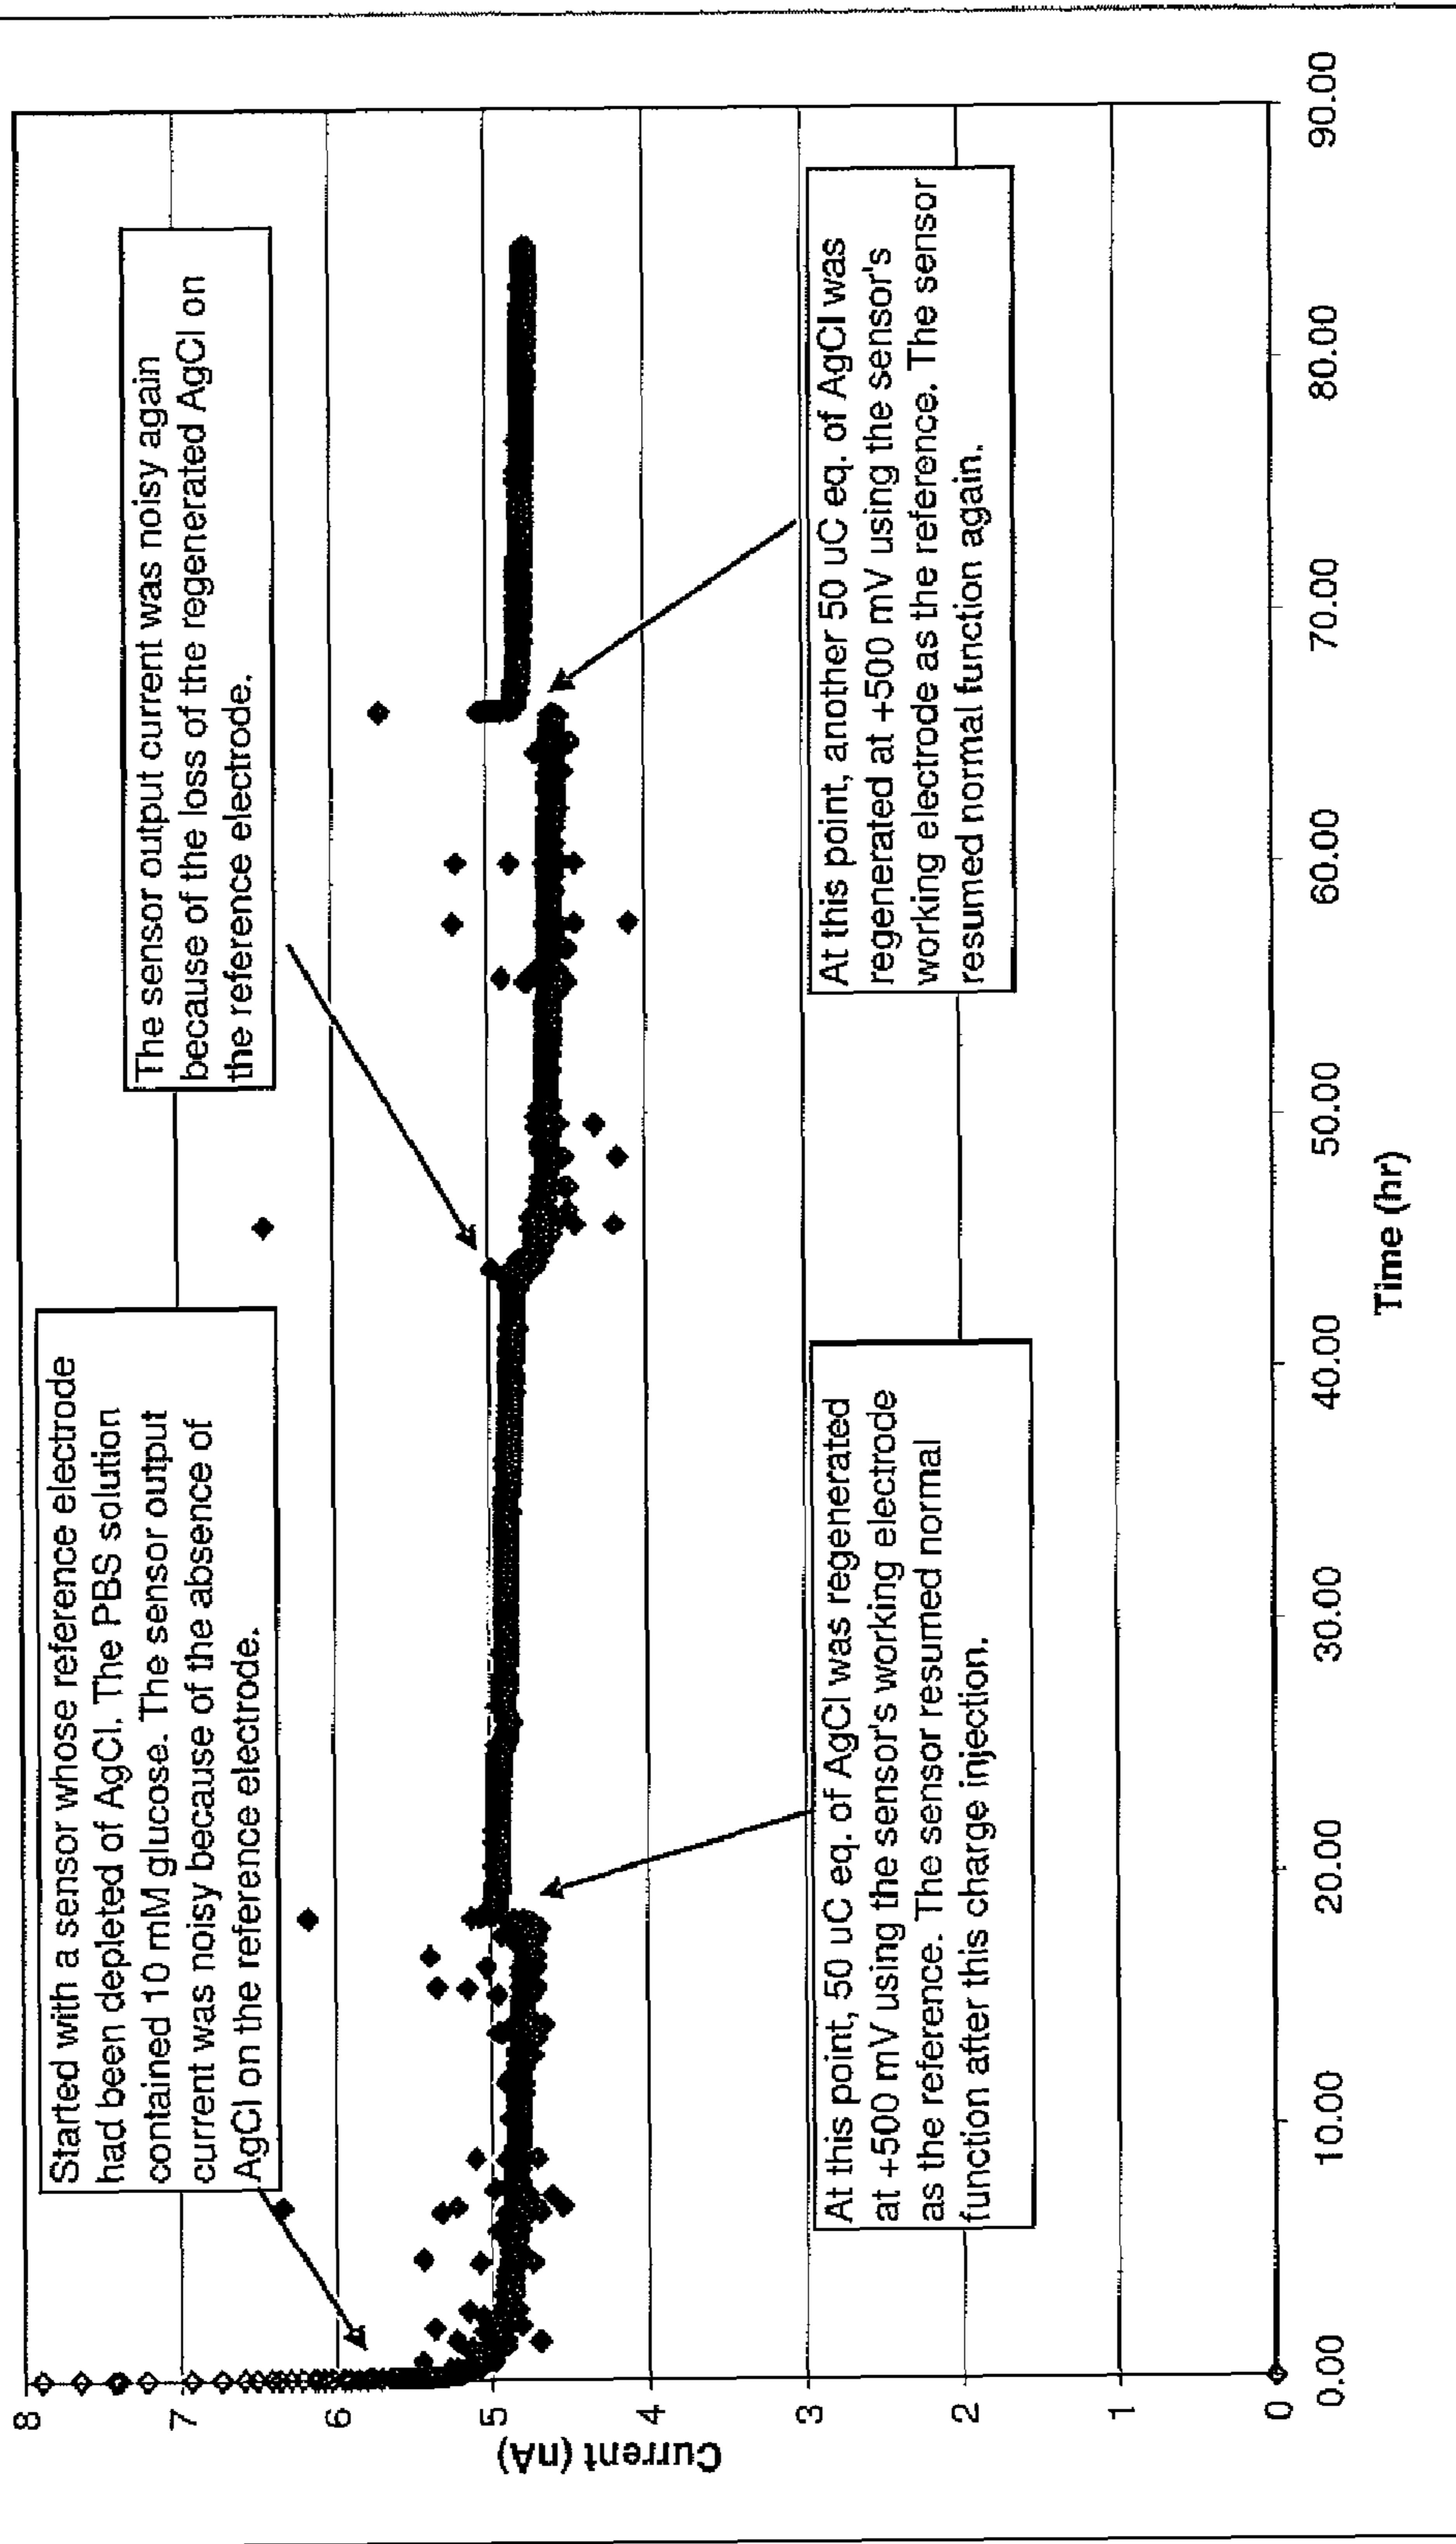 Started with a sensor whose reference electrode
had been depleted of AgCl. The PBS solution
contained 10 mM glucose. The sensor output
current was noisy because of the absence of
AgCl on the reference electrode.
The sensor output current was noisy again
because of the loss of the regenerated AgCl on
the reference electrode.
At this point, 50 uC eq. of AgCl was regenerated
at +500 mV using the sensor's working electrode
as the reference. The sensor resumed normal
function after this charge injection.
At this point, another 50 uC eq. of AgCl was
regenerated at +500 mV using the sensor's
working electrode as the reference. The sensor
resumed normal function again.
Current (nA)
8
7
6
5
4
3
2
1
0
0.00
10.00
20.00
30.00
40.00
50.00
60.00
70.00
80.00
90.00
Time (hr)